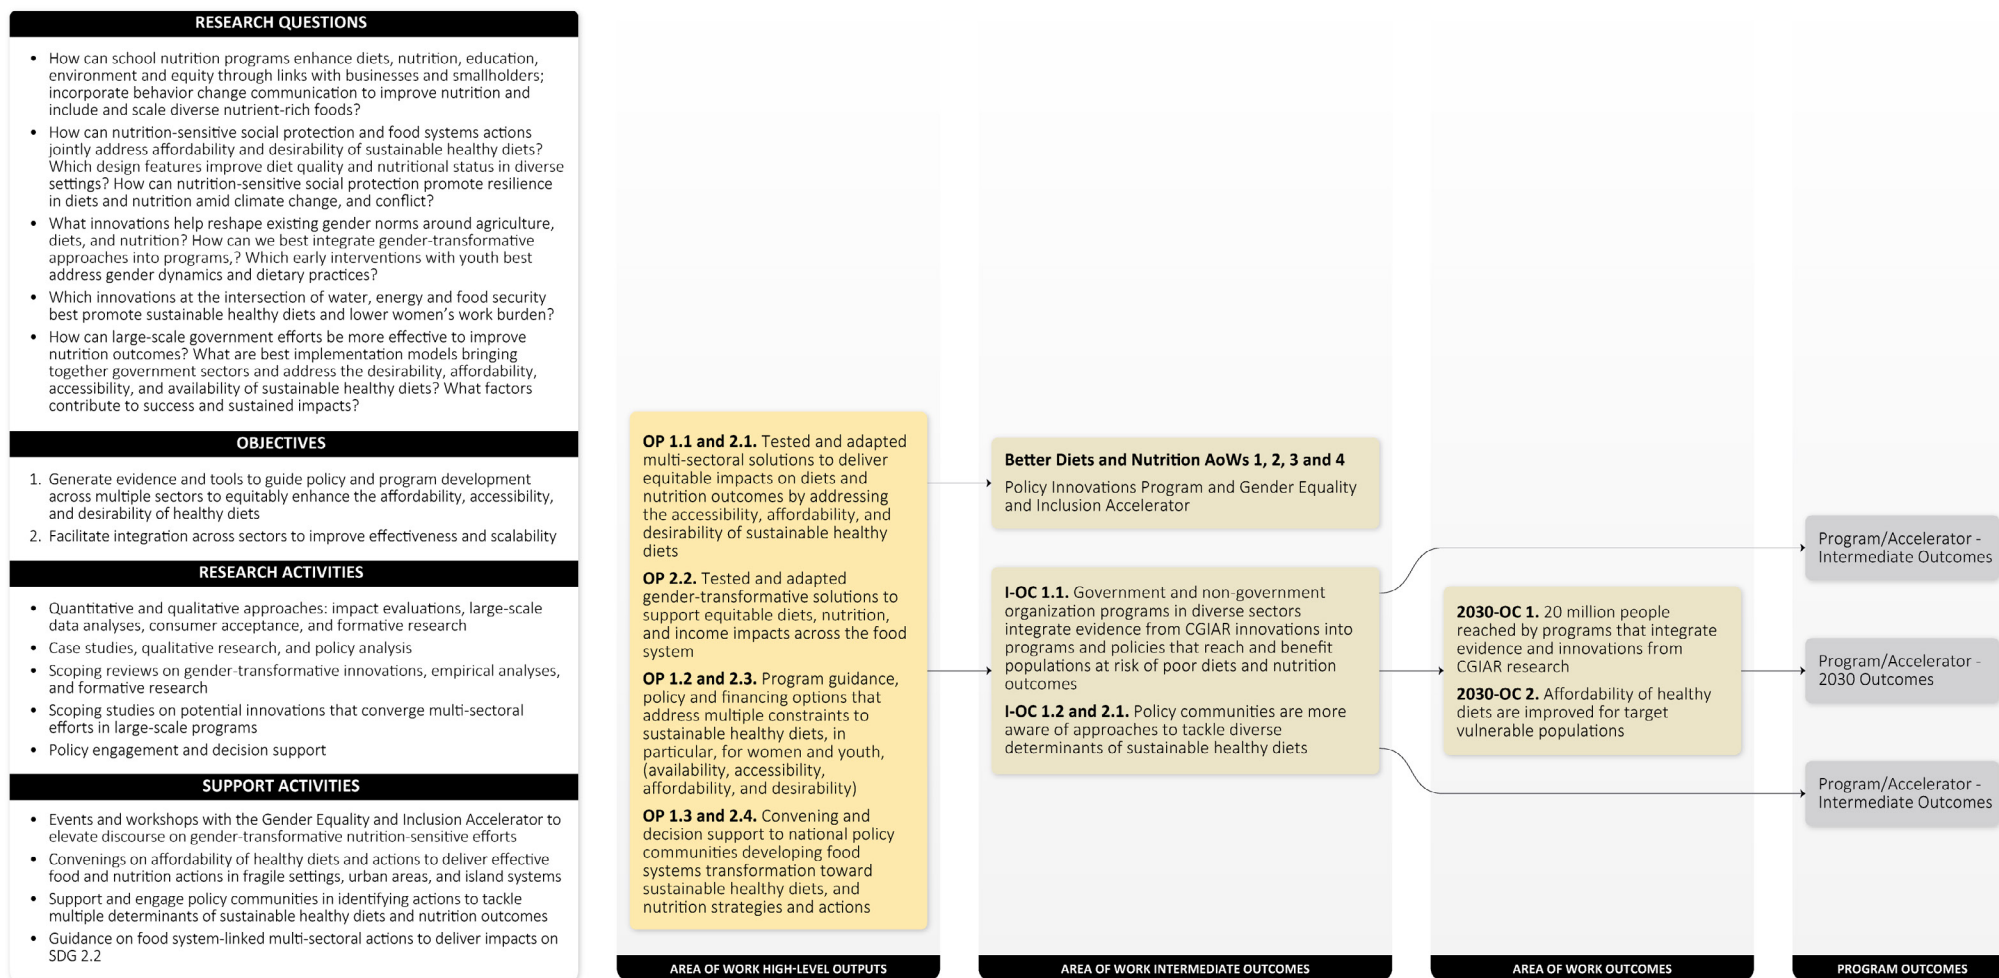 RESEARCH QUESTIONS
• How can school nutrition programs enhance diets, nutrition, education,
environment and equity through links with businesses and smallholders;
incorporate behavior change communication to improve nutrition and
include and scale diverse nutrient-rich foods?
• How can nutrition-sensitive social protection and food systems actions
jointly address affordability and desirability of sustainable healthy diets?
Which design features improve diet quality and nutritional status in diverse
settings? How can nutrition-sensitive social protection promote resilience
in diets and nutrition amid climate change, and conflict?
• What innovations help reshape existing gender norms around agriculture,
diets, and nutrition? How can we best integrate gender-transformative
approaches into programs,? Which early interventions with youth best
address gender dynamics and dietary practices?
• Which innovations at the intersection of water, energy and food security
best promote sustainable healthy diets and lower women's work burden?
• How can large-scale government efforts be more effective to improve
nutrition outcomes? What are best implementation models bringing
together government sectors and address the desirability, affordability,
accessibility, and availability of sustainable healthy diets? What factors
contribute to success and sustained impacts?
OBJECTIVES
1. Generate evidence and tools to guide policy and program development
across multiple sectors to equitably enhance the affordability, accessibility,
and desirability of healthy diets
2. Facilitate integration across sectors to improve effectiveness and scalability
RESEARCH ACTIVITIES
• Quantitative and qualitative approaches: impact evaluations, large-scale
data analyses, consumer acceptance, and formative research
• Case studies, qualitative research, and policy analysis
• Scoping reviews on gender-transformative innovations, empirical analyses,
and formative research
• Scoping studies on potential innovations that converge multi-sectoral
efforts in large-scale programs
• Policy engagement and decision support
SUPPORT ACTIVITIES
• Events and workshops with the Gender Equality and Inclusion Accelerator to
elevate discourse on gender-transformative nutrition-sensitive efforts
• Convenings on affordability of healthy diets and actions to deliver effective
food and nutrition actions in fragile settings, urban areas, and island systems
• Support and engage policy communities in identifying actions to tackle
multiple determinants of sustainable healthy diets and nutrition outcomes
• Guidance on food system-linked multi-sectoral actions to deliver impacts on
SDG 2.2
OP 1.1 and 2.1. Tested and adapted
multi-sectoral solutions to deliver
equitable impacts on diets and
nutrition outcomes by addressing
the accessibility, affordability, and
desirability of sustainable healthy
diets
OP 2.2. Tested and adapted
gender-transformative solutions to
support equitable diets, nutrition,
and income impacts across the food
system
OP 1.2 and 2.3. Program guidance,
policy and financing options that
address multiple constraints to
sustainable healthy diets, in
particular, for women and youth,
(availability, accessibility,
affordability, and desirability)
OP 1.3 and 2.4. Convening and
decision support to national policy
communities developing food
systems transformation toward
sustainable healthy diets, and
nutrition strategies and actions
AREA OF WORK HIGH-LEVEL OUTPUTS
Better Diets and Nutrition AoWs 1, 2, 3 and 4
Policy Innovations Program and Gender Equality
and Inclusion Accelerator
I-OC 1.1. Government and non-government
organization programs in diverse sectors
integrate evidence from CGIAR innovations into
programs and policies that reach and benefit
populations at risk of poor diets and nutrition
outcomes
I-OC 1.2 and 2.1. Policy communities are more
aware of approaches to tackle diverse
determinants of sustainable healthy diets
AREA OF WORK INTERMEDIATE OUTCOMES
2030-OC 1. 20 million people
reached by programs that integrate
evidence and innovations from
CGIAR research
2030-OC 2. Affordability of healthy
diets are improved for target
vulnerable populations
AREA OF WORK OUTCOMES
Program/Accelerator -
Intermediate Outcomes
Program/Accelerator -
2030 Outcomes
Program/Accelerator -
Intermediate Outcomes
PROGRAM OUTCOMES